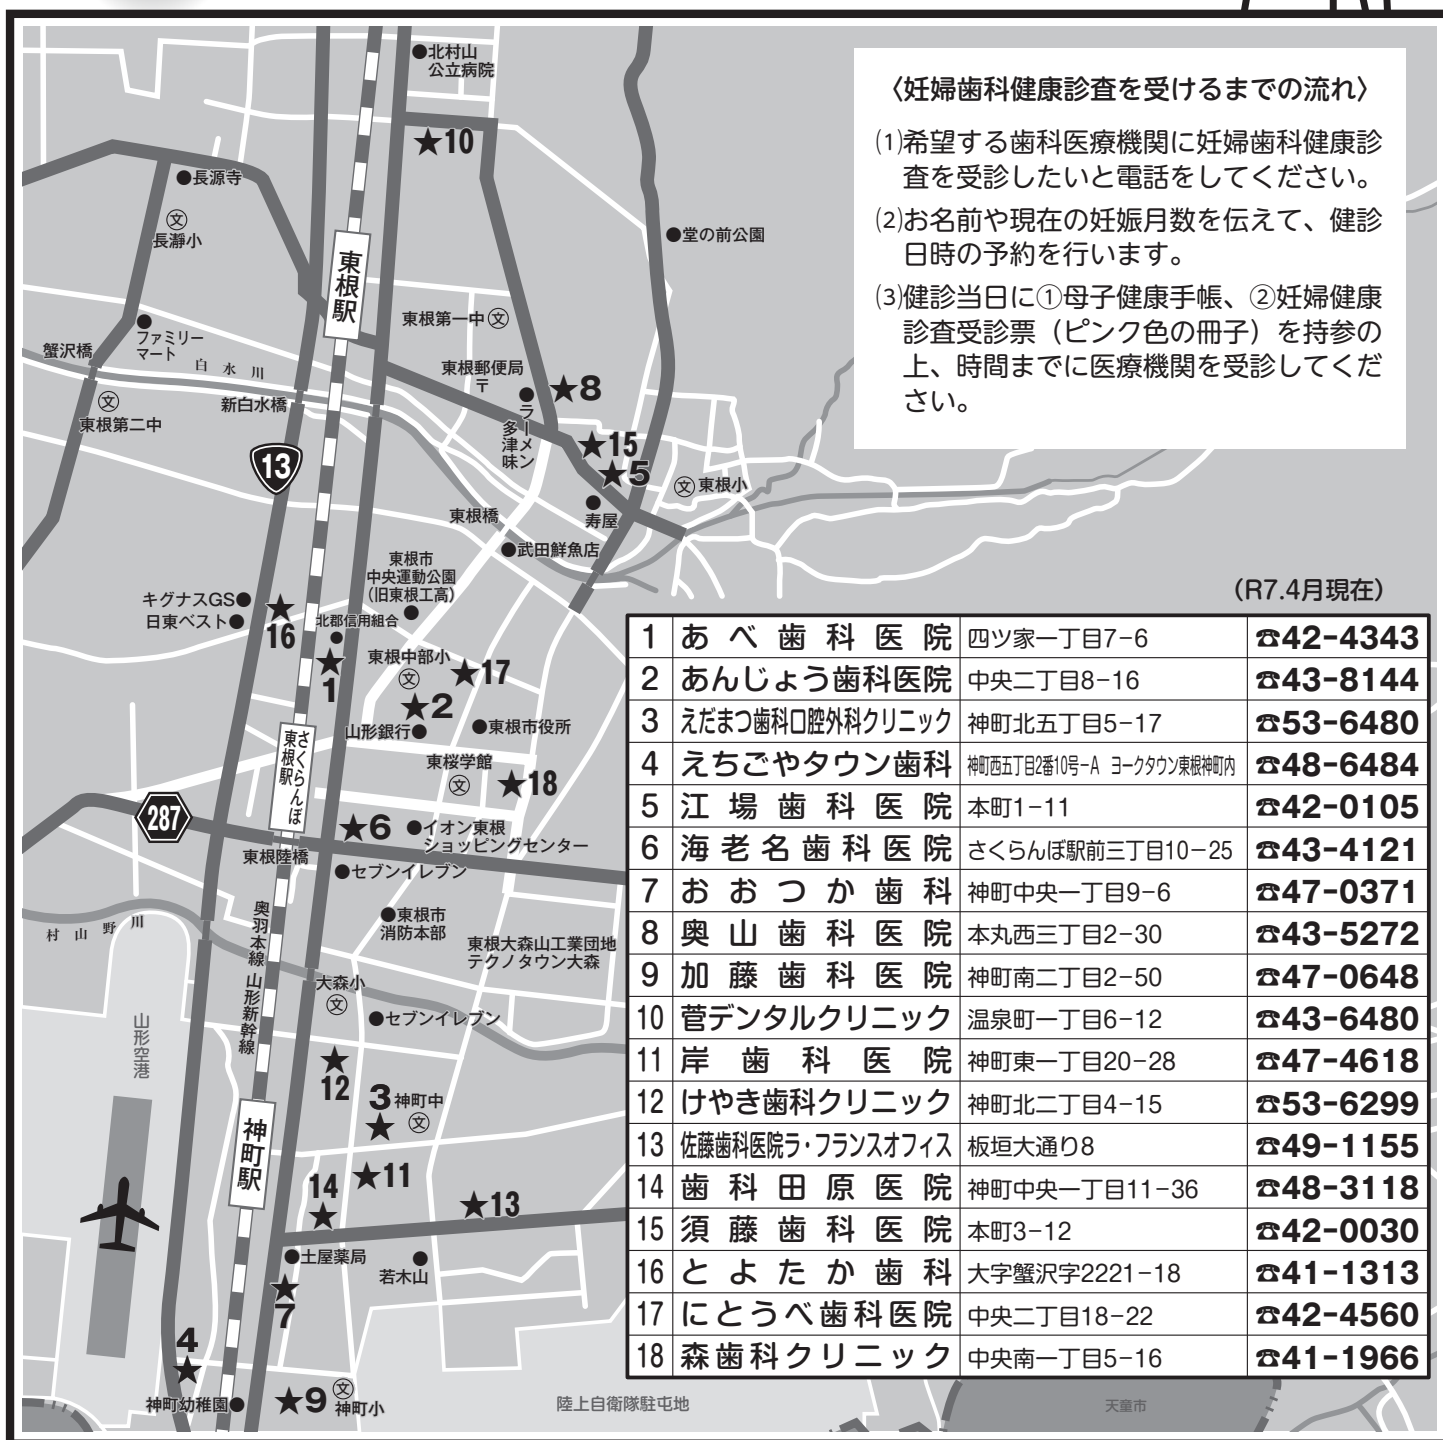 北村山
公立病院
★10
長源寺
文
長瀞小
堂の前公園
東根駅
東根第一中文
ファミリー
マート
蟹沢橋
白水川
東根郵便局
〒
★8
新白水橋
文
東根第二中
ラーメン
多津味
★15
★5
13
文東根小
東根橋
寿屋
武田鮮魚店
東根市
中央運動公園
(旧東根工高)
キグナスGS
日東ベスト
★
16
北郡信用組合
★
1
東根中部小
文
★17
★2
山形銀行
東根市役所
さくらんぼ
東根駅
東桜学館
文
★18
287
★6
イオン東根
ショッピングセンター
東根陸橋
セブンイレブン
奥羽本線
山形新幹線
東根市
消防本部
村山野川
東根大森山工業団地
テクノタウン大森
大森小
文
セブンイレブン
山形空港
★
12
3
★
神町中
文
神町駅
★11
14
★
★13
土屋薬局
若木山
★
7
4
★
神町幼稚園
★9
文
神町小
陸上自衛隊駐屯地
天童市
〈妊婦歯科健康診査を受けるまでの流れ〉
⑴希望する歯科医療機関に妊婦歯科健康診
査を受診したいと電話をしてください。
⑵お名前や現在の妊娠月数を伝えて、健診
日時の予約を行います。
⑶健診当日に①母子健康手帳、②妊婦健康
診査受診票（ピンク色の冊子）を持参の
上、時間までに医療機関を受診してくだ
さい。
(R7.4月現在)
1 あべ歯科医院 四ツ家一丁目7-6 ☎42-4343
2 あんじょう歯科医院 中央二丁目8-16 ☎43-8144
3 えだまつ歯科口腔外科クリニック 神町北五丁目5-17 ☎53-6480
4 えちごやタウン歯科 神町西五丁目2番10号-A ヨークタウン東根神町内 ☎48-6484
5 江場歯科医院 本町1-11 ☎42-0105
6 海老名歯科医院 さくらんぼ駅前三丁目10-25 ☎43-4121
7 おおつか歯科 神町中央一丁目9-6 ☎47-0371
8 奥山歯科医院 本丸西三丁目2-30 ☎43-5272
9 加藤歯科医院 神町南二丁目2-50 ☎47-0648
10 菅デンタルクリニック 温泉町一丁目6-12 ☎43-6480
11 岸歯科医院 神町東一丁目20-28 ☎47-4618
12 けやき歯科クリニック 神町北二丁目4-15 ☎53-6299
13 佐藤歯科医院ラ・フランスオフィス 板垣大通り8 ☎49-1155
14 歯科田原医院 神町中央一丁目11-36 ☎48-3118
15 須藤歯科医院 本町3-12 ☎42-0030
16 とよたか歯科 大字蟹沢字2221-18 ☎41-1313
17 にとうべ歯科医院 中央二丁目18-22 ☎42-4560
18 森歯科クリニック 中央南一丁目5-16 ☎41-1966